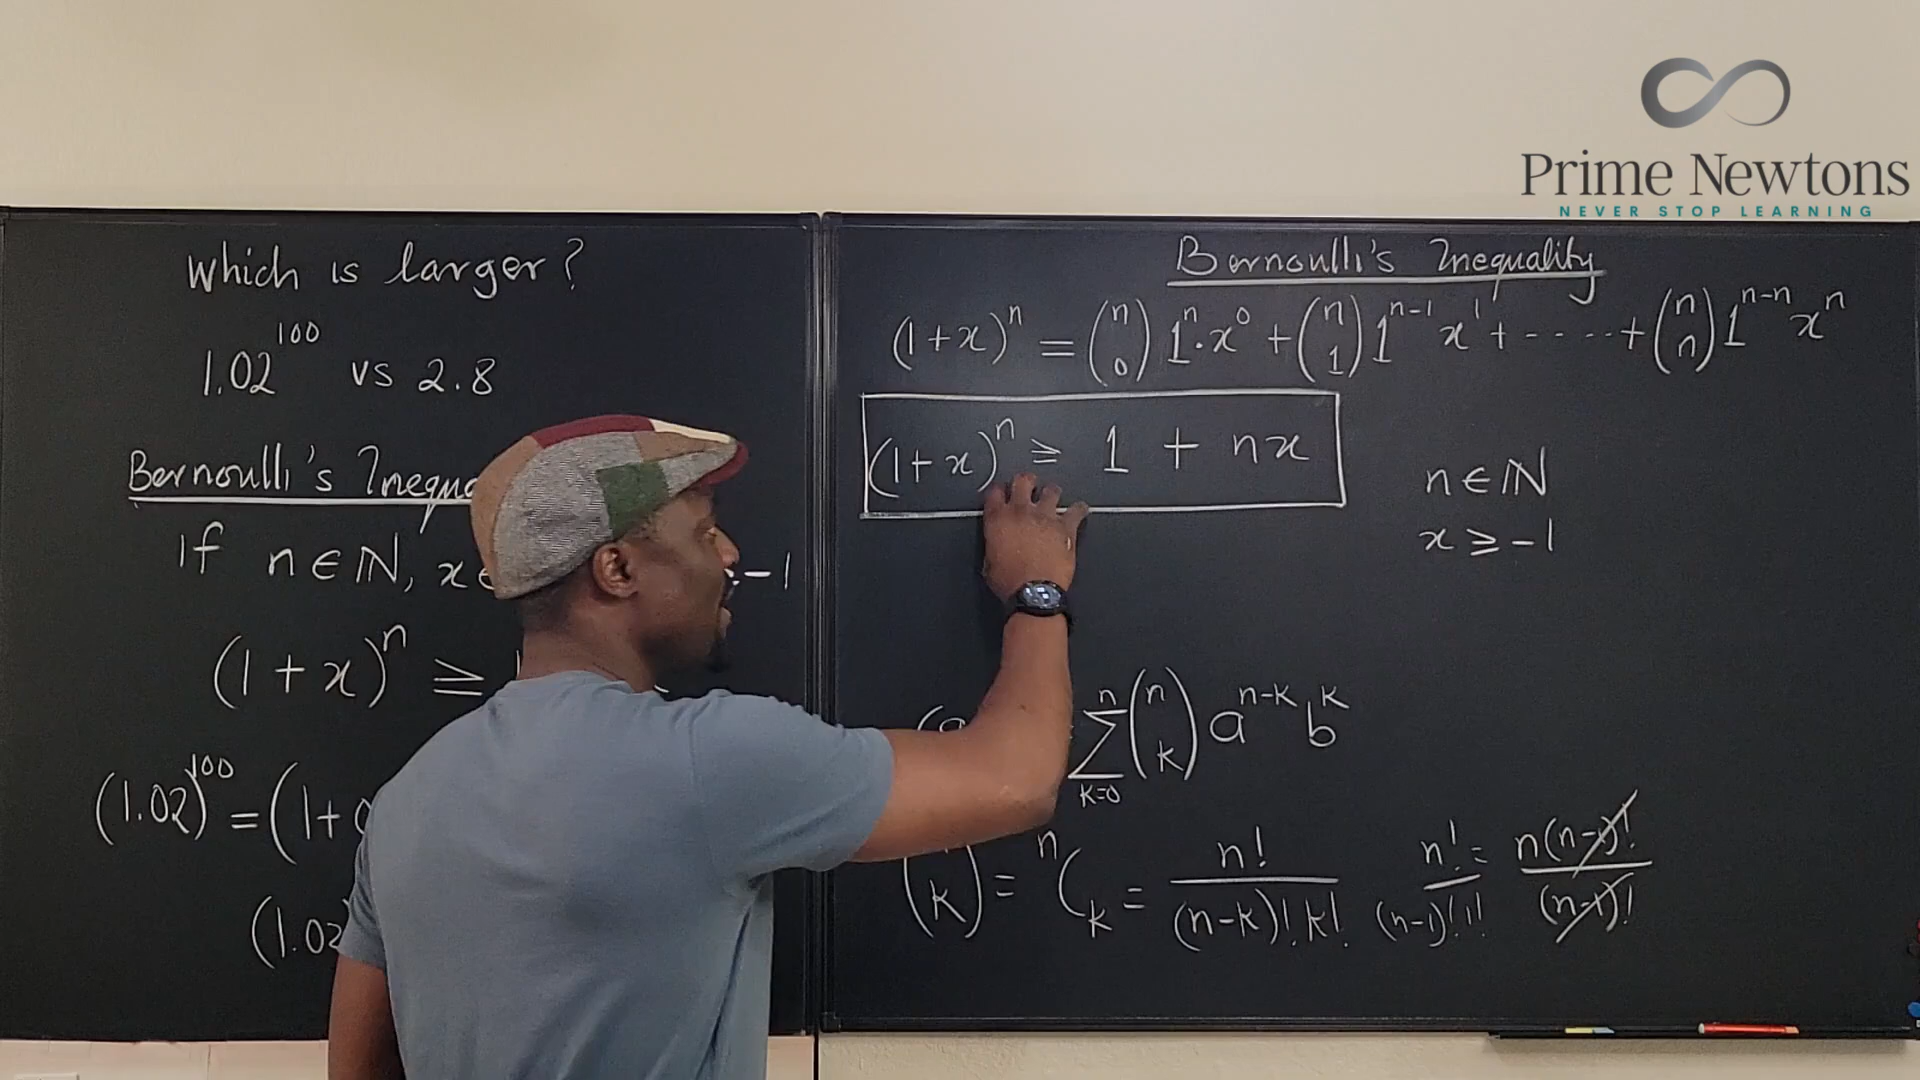 Prime Newtons
NEVER STOP LEARNING
Which is larger?
1.02^100 vs 2.8
Bernoulli's
If n∈ℕ, -1
(1+x)^n ≥
(1.02)^100 = (1+
(1.02
Bernoulli's Inequality
(1+x)^n = (n 0) 1^n·x^0 + (n 1) 1^{n-1} x^1 + ----- + (n n) 1^{n-n} x^n
(1+x)^n ≥ 1 + nx
n∈ℕ
x ≥ -1
∑_{k=0}^{n} (n k) a^{n-k} b^k
k) = ^nC_k = n!/(n-k)!k!
n!/(n-1)!1! = n(n-1)!/(n-1)!